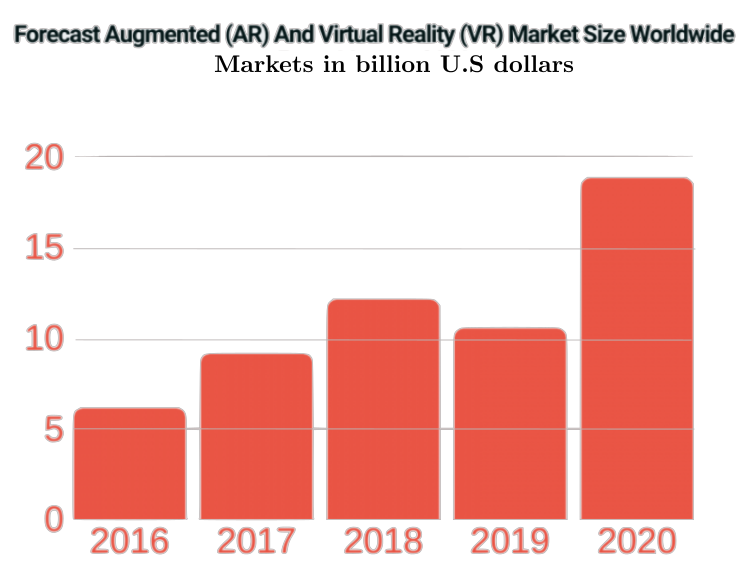 Forecast Augmented (AR) And Virtual Reality (VR) Market Size Worldwide
Markets in billion U.S dollars
20
15
10
5
0
2016 2017 2018 2019 2020